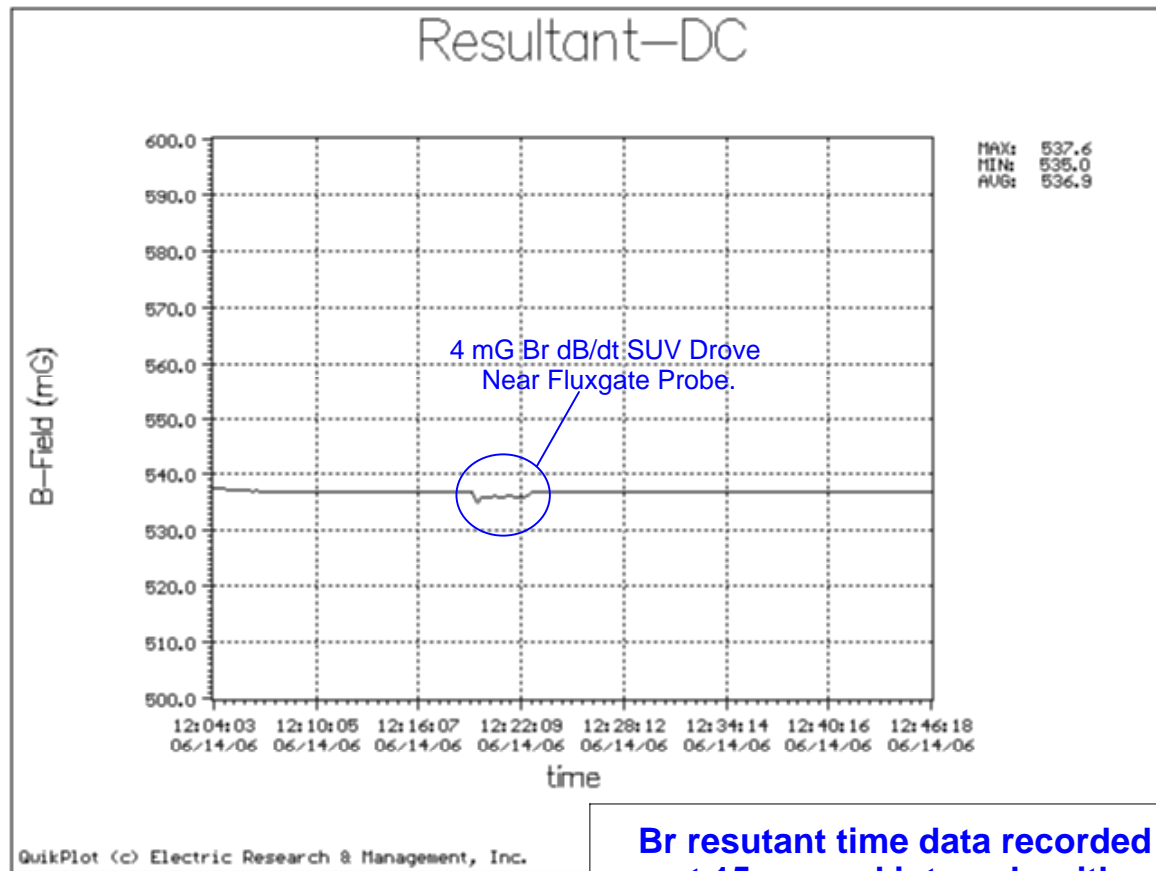 Resultant—DC
600.0
590.0
580.0
570.0
560.0
550.0
540.0
530.0
520.0
510.0
500.0
B—Field (mG)
MAX: 537.6
MIN: 535.0
AVG: 536.9
4 mG Br dB/dt SUV Drove
Near Fluxgate Probe.
12:04:03 12:10:05 12:16:07 12:22:09 12:28:12 12:34:14 12:40:16 12:46:18
06/14/06 06/14/06 06/14/06 06/14/06 06/14/06 06/14/06 06/14/06 06/14/06
time
QuikPlot (c) Electric Research & Management, Inc.
Br resutant time data recorded